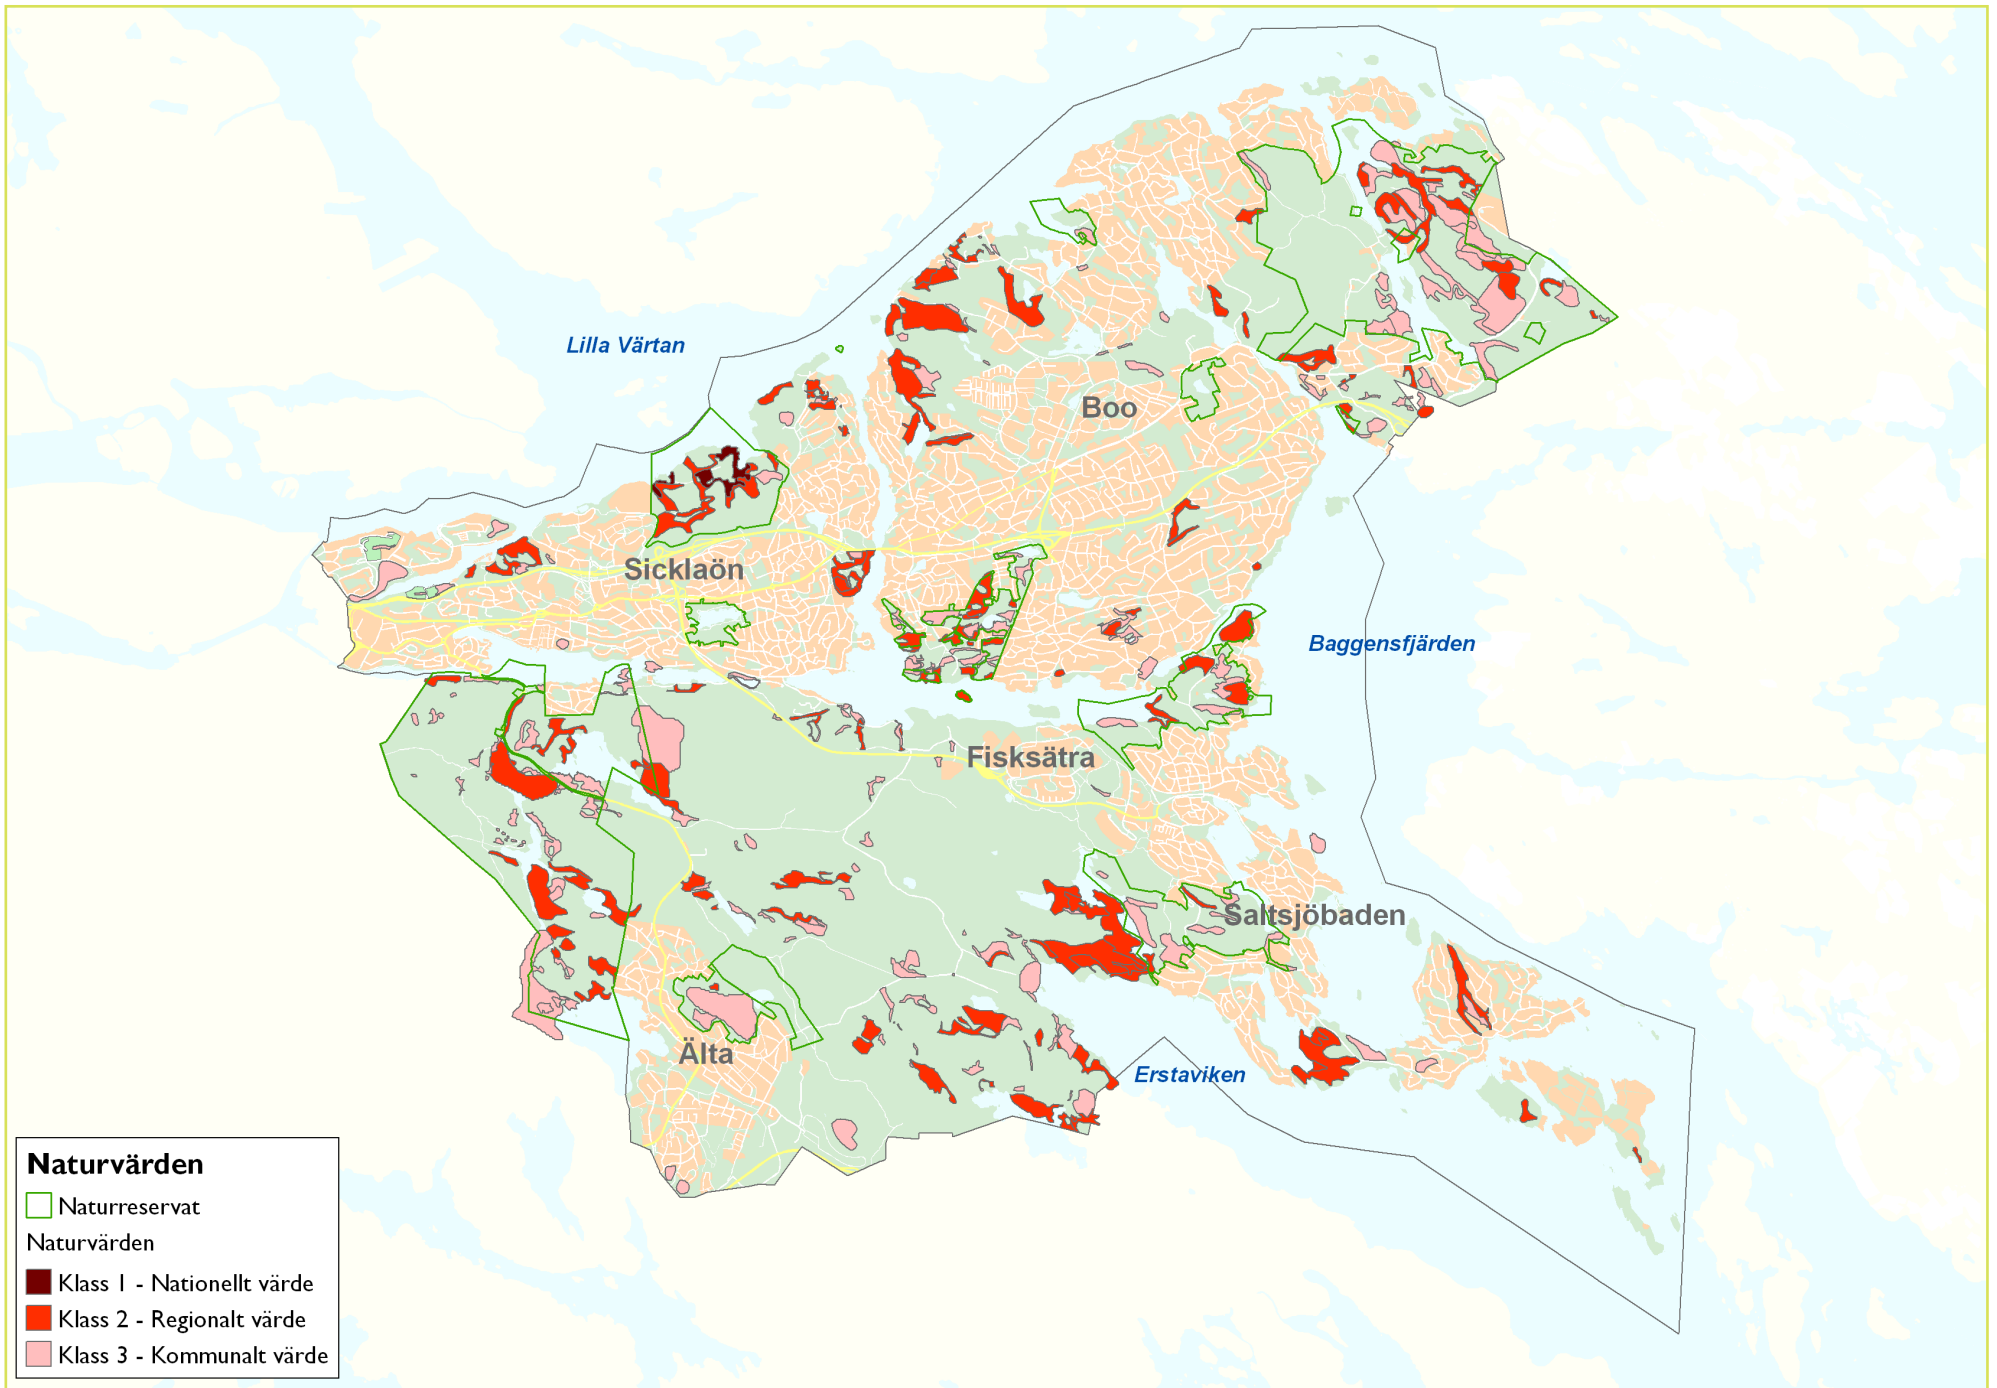 Lilla Värtan
Boo
Sicklaön
Baggensfjärden
Fisksätra
Saltsjöbaden
Älta
Erstaviken
Naturvärden
Naturreservat
Naturvärden
Klass 1 - Nationellt värde
Klass 2 - Regionalt värde
Klass 3 - Kommunalt värde